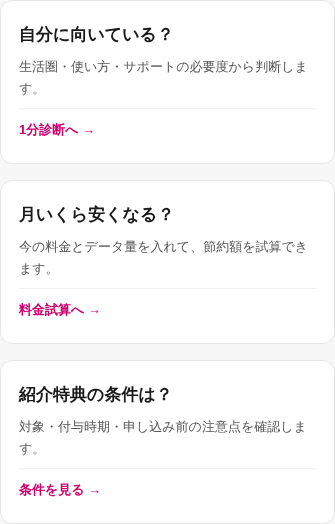 自分に向いている？
生活圏・使い方・サポートの必要度から判断しま
す。
1分診断へ →
月いくら安くなる？
今の料金とデータ量を入れて、節約額を試算でき
ます。
料金試算へ →
紹介特典の条件は？
対象・付与時期・申し込み前の注意点を確認しま
す。
条件を見る →